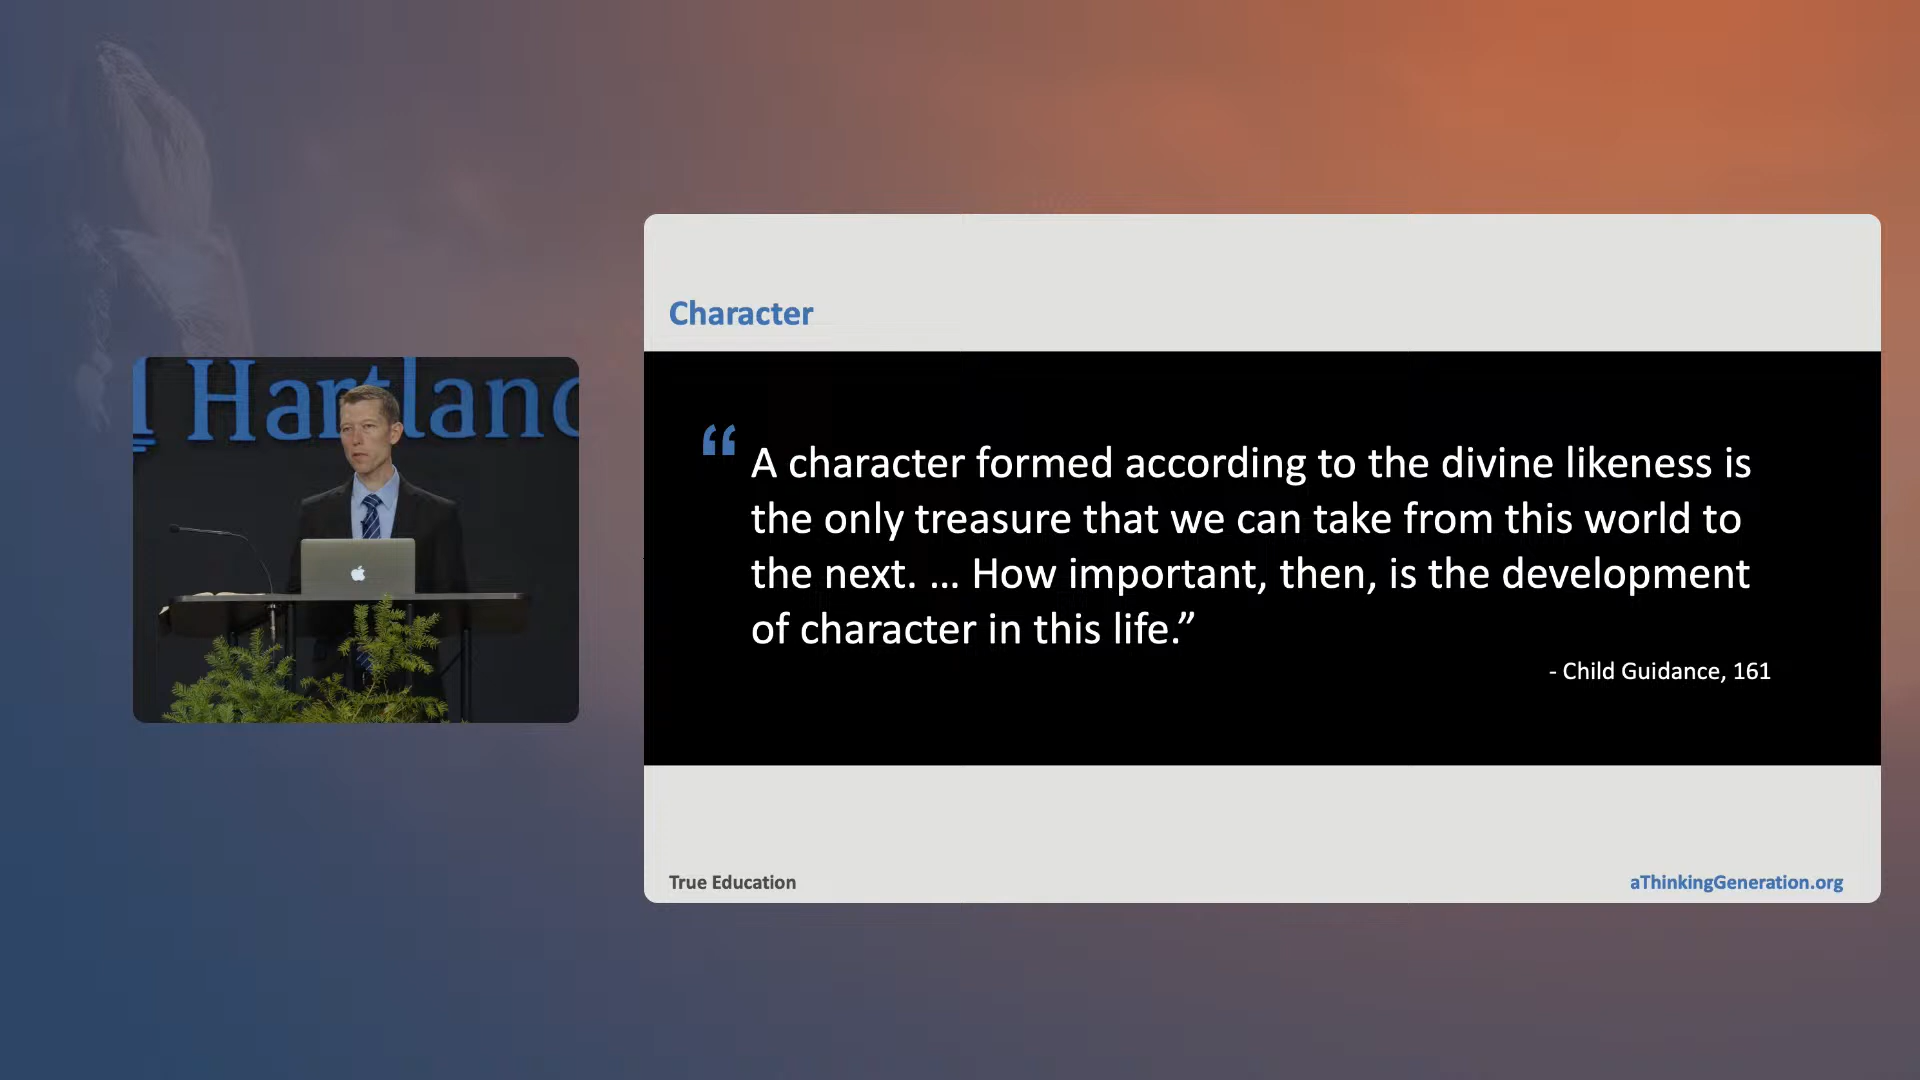 Hartland
Character
“A character formed according to the divine likeness is
the only treasure that we can take from this world to
the next. ... How important, then, is the development
of character in this life.”
- Child Guidance, 161
True Education
aThinkingGeneration.org